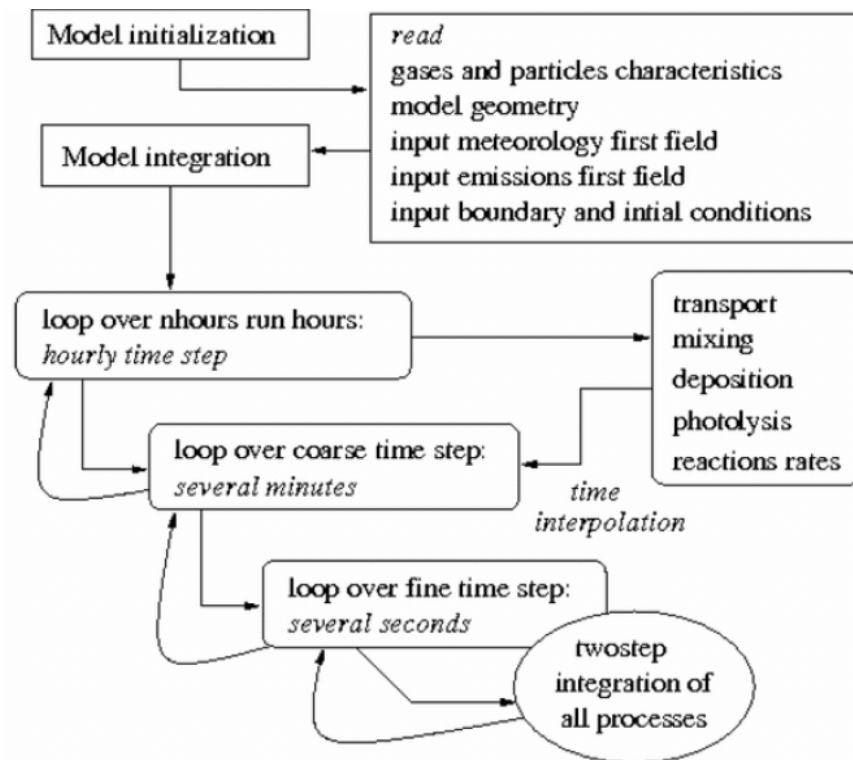 Model initialization
read
gases and particles characteristics
model geometry
input meteorology first field
input emissions first field
input boundary and intial conditions
Model integration
loop over nhours run hours:
hourly time step
transport
mixing
deposition
photolysis
reactions rates
loop over coarse time step:
several minutes
time
interpolation
loop over fine time step:
several seconds
twostep
integration of
all processes